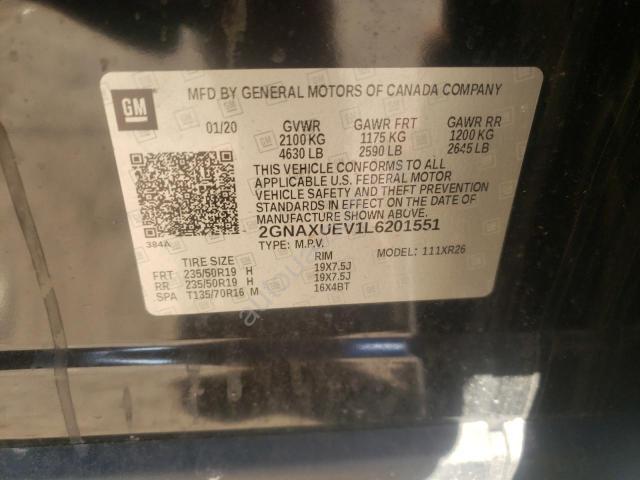 GM
MFD BY GENERAL MOTORS OF CANADA COMPANY
01/20 GVWR GAWR FRT GAWR RR
2100 KG 1175 KG 1200 KG
4630 LB 2590 LB 2645 LB
THIS VEHICLE CONFORMS TO ALL
APPLICABLE U.S. FEDERAL MOTOR
VEHICLE SAFETY AND THEFT PREVENTION
STANDARDS IN EFFECT ON THE DATE OF
MANUFACTURE SHOWN ABOVE.
384A 2GNAXUEV1L6201551
TYPE: M.P.V. MODEL: 111XR26
TIRE SIZE RIM
FRT 235/50R19 H 19X7.5J
RR 235/50R19 H 19X7.5J
SPA T135/70R16 M 16X4BT